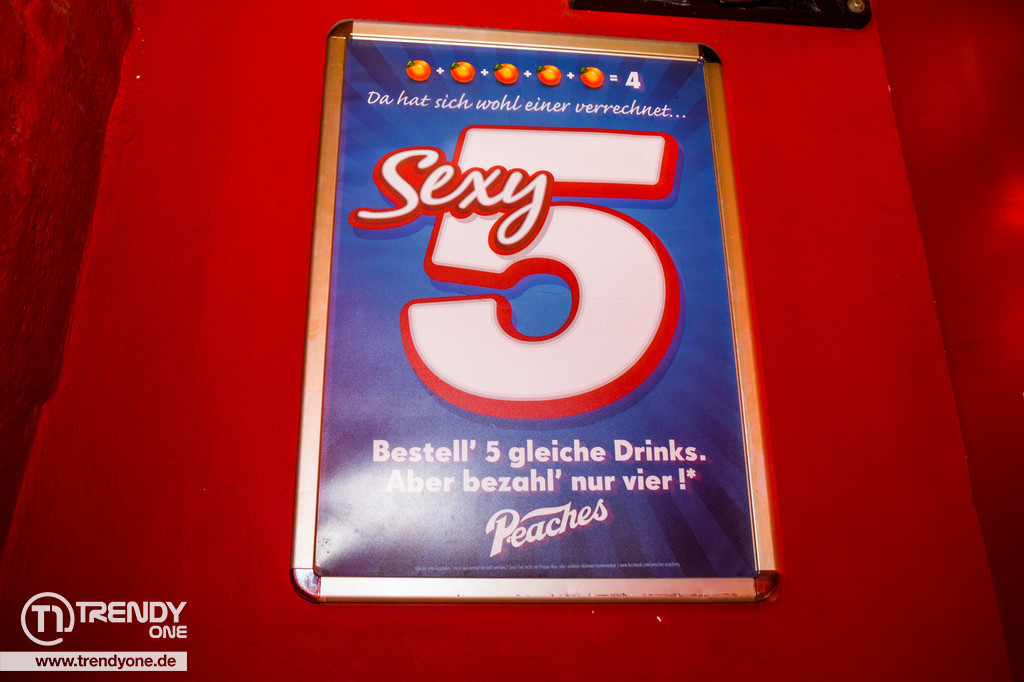 + + + + = 4
Da hat sich wohl einer verrechnet...
Sexy
5
Bestell' 5 gleiche Drinks.
Aber bezahl' nur vier !*
Peaches
TRENDY
ONE
www.trendyone.de